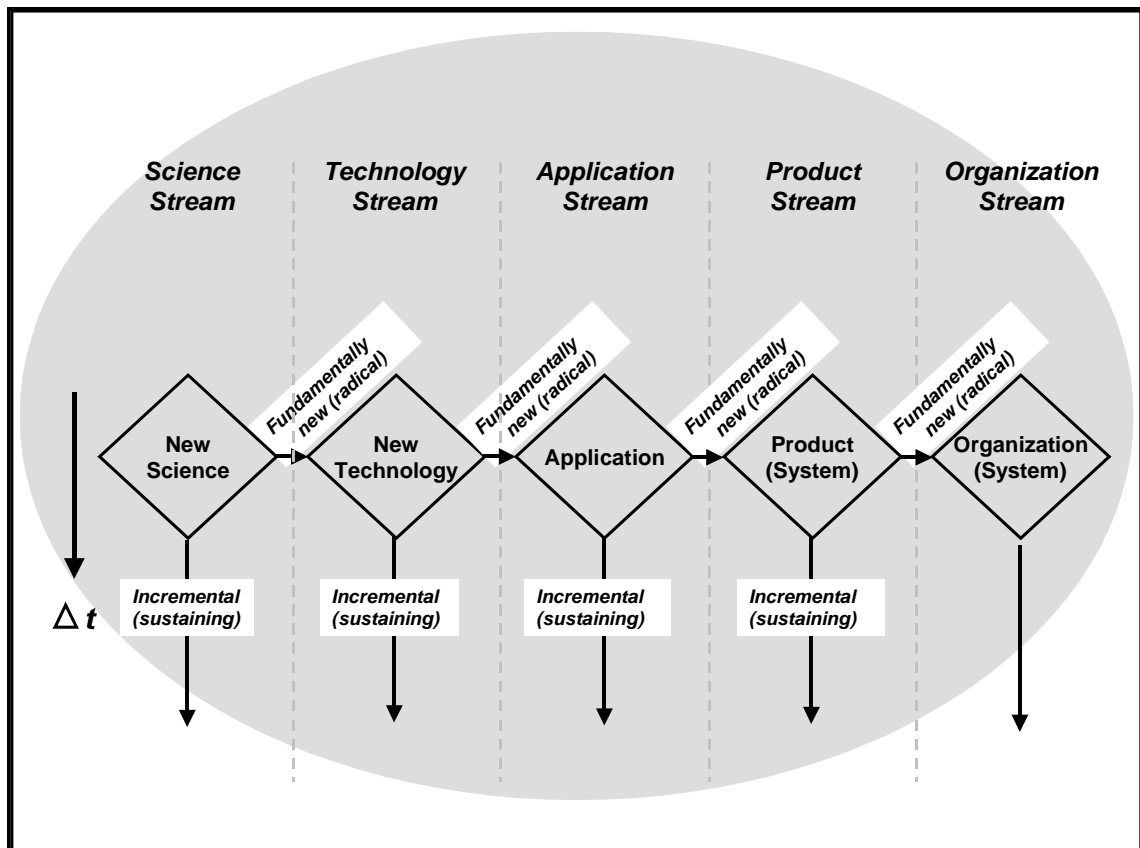 Science
Stream
Technology
Stream
Application
Stream
Product
Stream
Organization
Stream
Fundamentally
new (radical)
Fundamentally
new (radical)
Fundamentally
new (radical)
Fundamentally
new (radical)
New
Science
New
Technology
Application
Product
(System)
Organization
(System)
Δ t
Incremental
(sustaining)
Incremental
(sustaining)
Incremental
(sustaining)
Incremental
(sustaining)